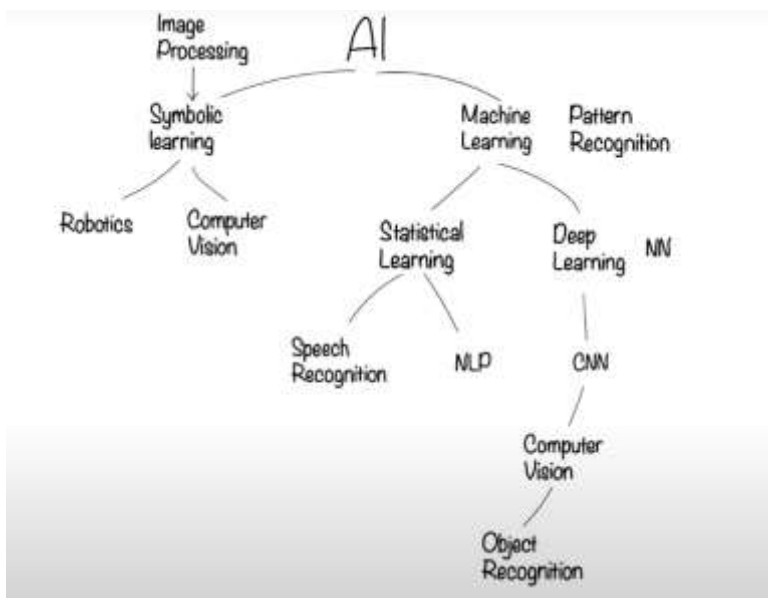 Image
Processing
AI
Symbolic
learning
Machine
Learning
Pattern
Recognition
Robotics
Computer
Vision
Statistical
Learning
Deep
Learning
NN
Speech
Recognition
NLP
CNN
Computer
Vision
Object
Recognition